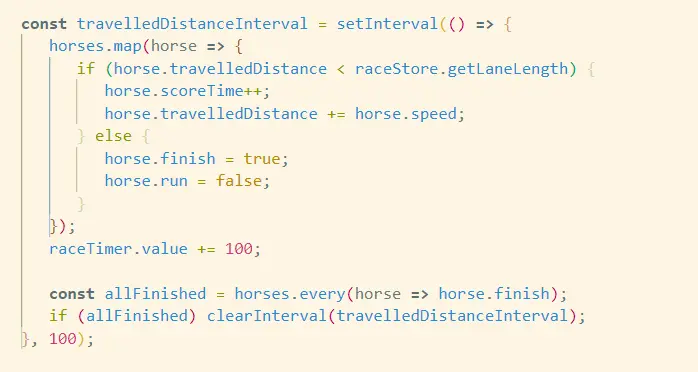 const travelledDistanceInterval = setInterval(() => {
horses.map(horse => {
if (horse.travelledDistance < raceStore.getLaneLength) {
horse.scoreTime++;
horse.travelledDistance += horse.speed;
} else {
horse.finish = true;
horse.run = false;
}
});
raceTimer.value += 100;
const allFinished = horses.every(horse => horse.finish);
if (allFinished) clearInterval(travelledDistanceInterval);
}, 100);